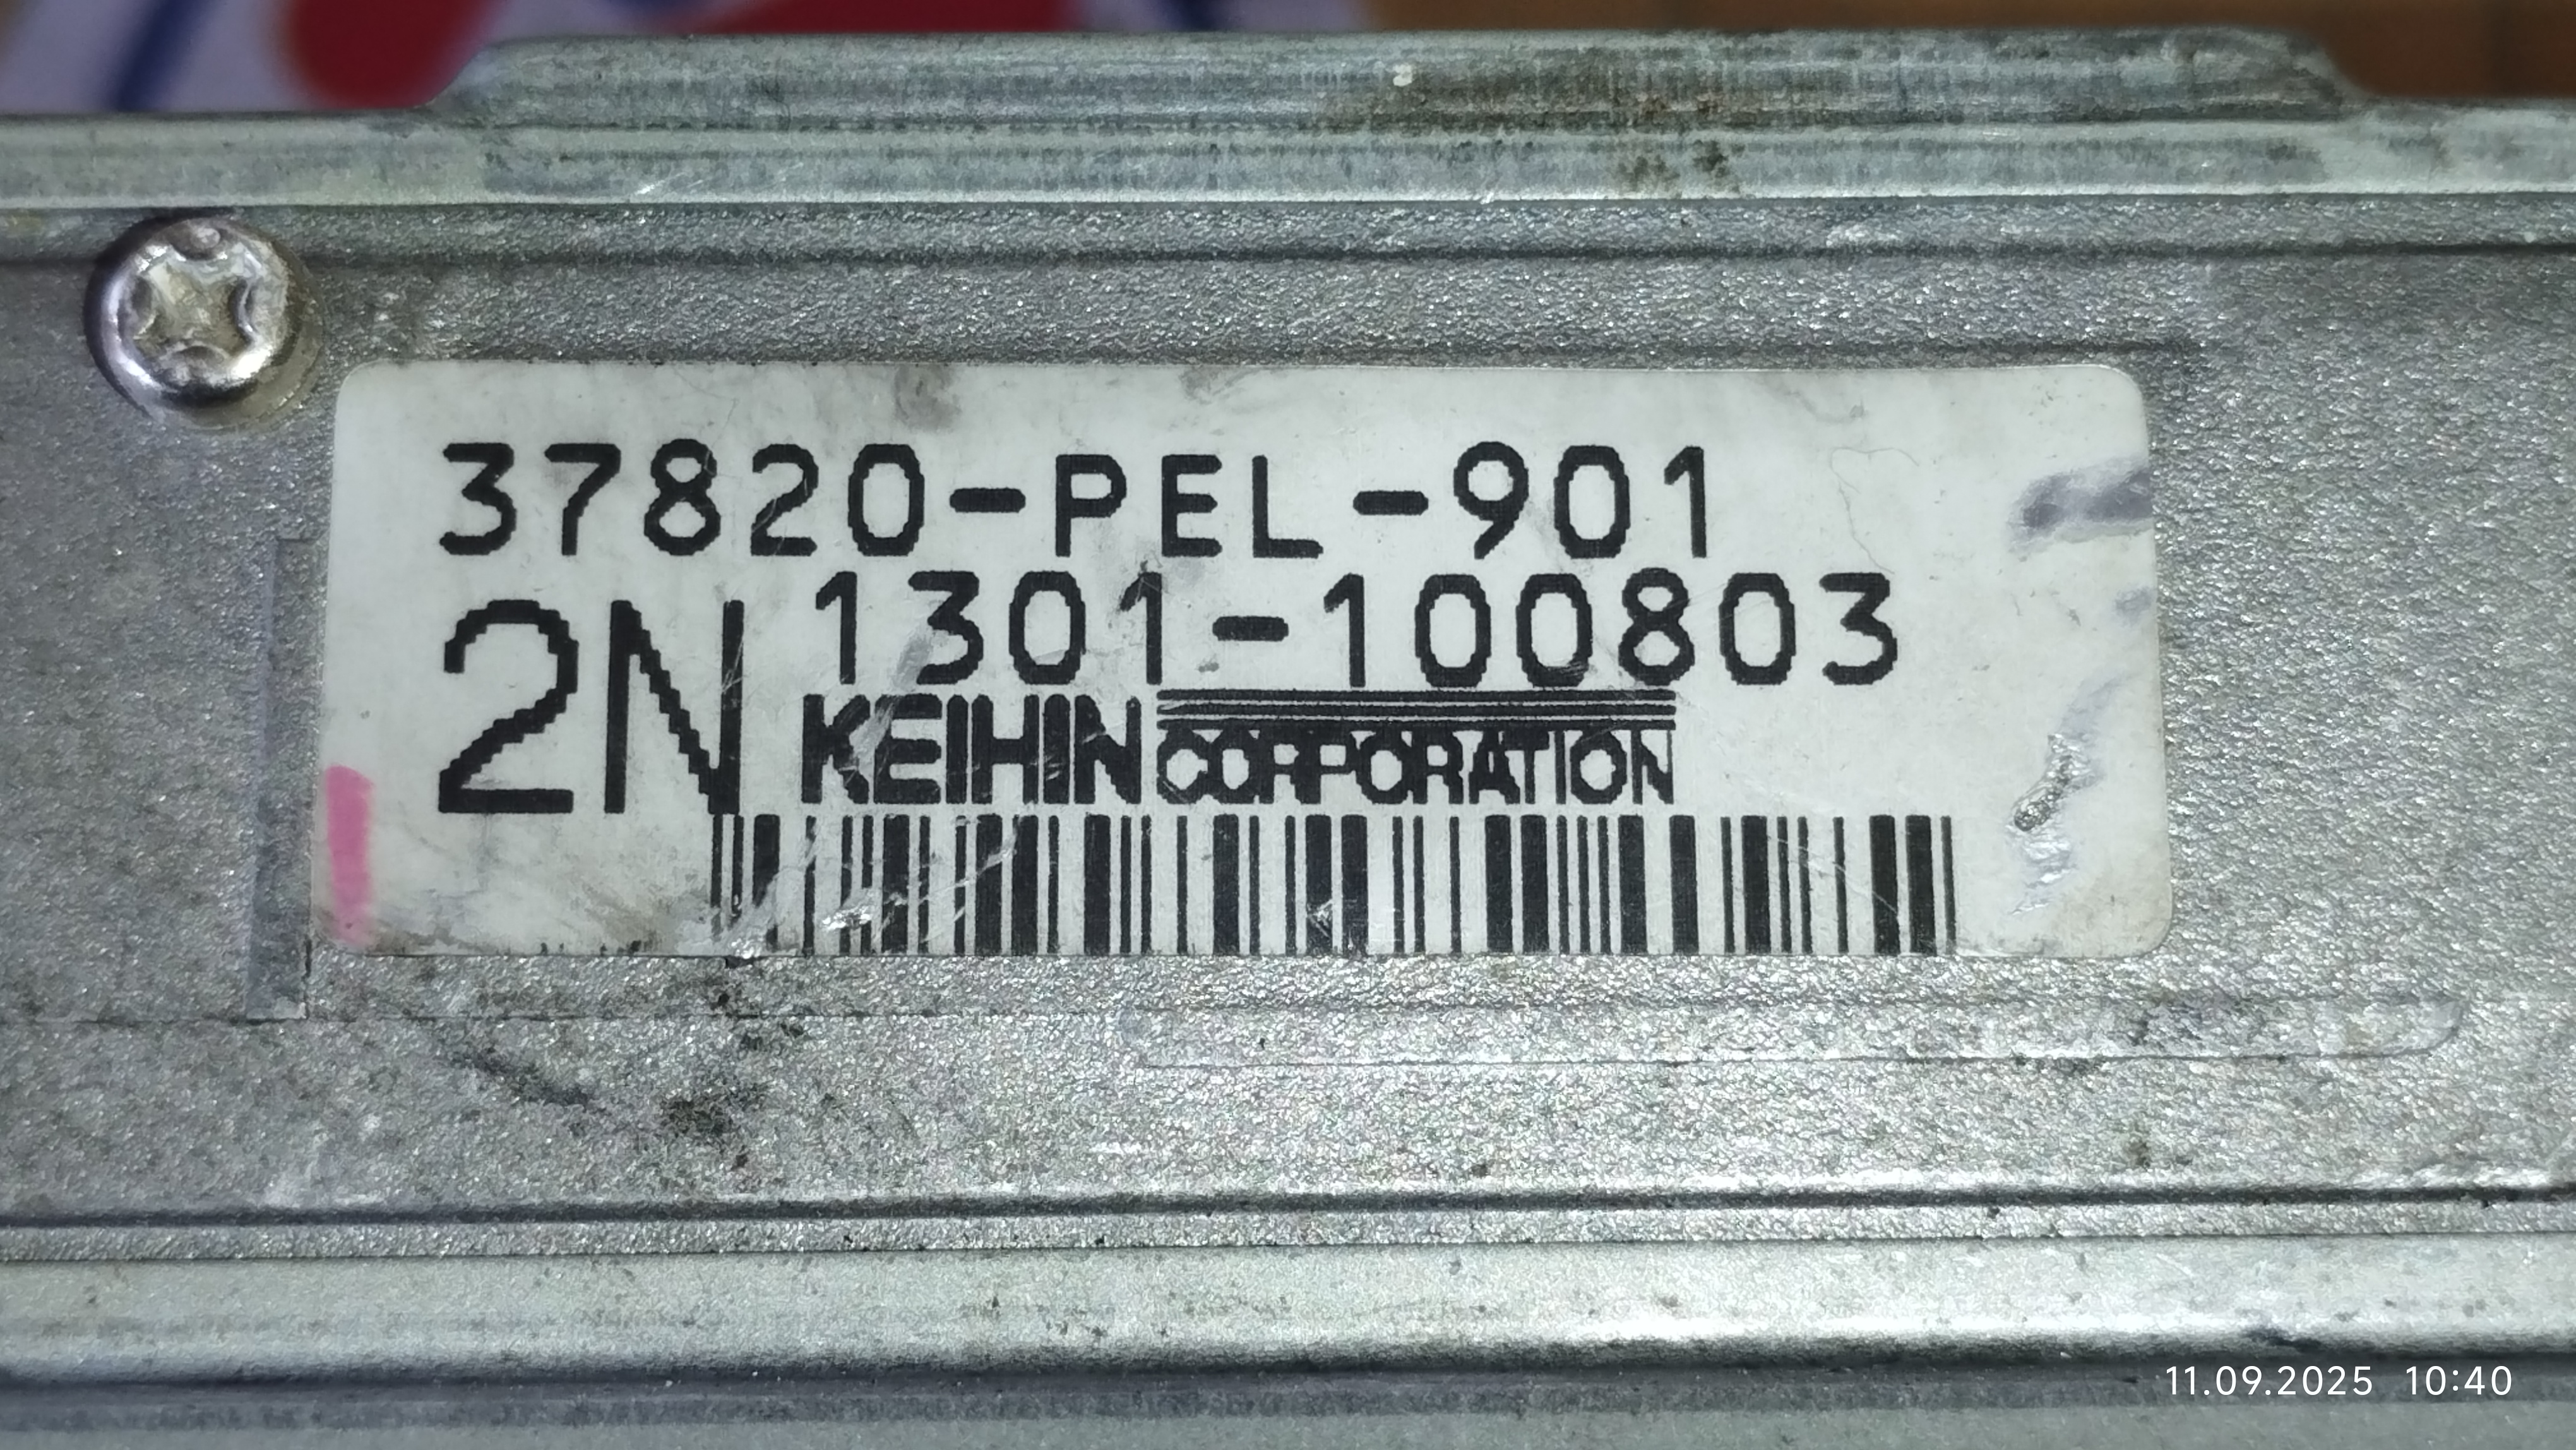 37820-PEL-901
2N 1301-100803
KEIHIN CORPORATION
11.09.2025 10:40